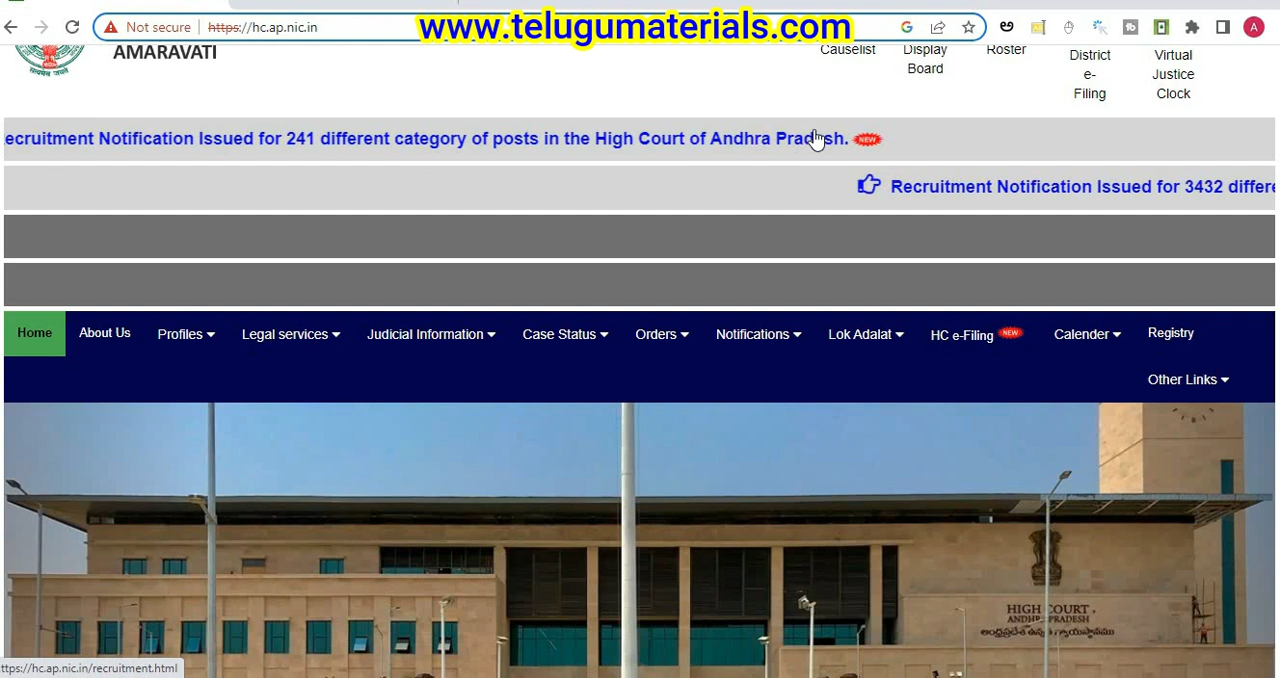 www.telugumaterials.com
Not secure | https://hc.ap.nic.in
A
AMARAVATI
Causelist
Display
Board
Roster
District
e-
Filing
Virtual
Justice
Clock
ecruitment Notification Issued for 241 different category of posts in the High Court of Andhra Pradesh. NEW
Recruitment Notification Issued for 3432 differe
Home
About Us
Profiles
Legal services
Judicial Information
Case Status
Orders
Notifications
Lok Adalat
HC e-Filing NEW
Calender
Registry
Other Links
HIGH COURT
ANDHRA PRADESH
ttps://hc.ap.nic.in/recruitment.html